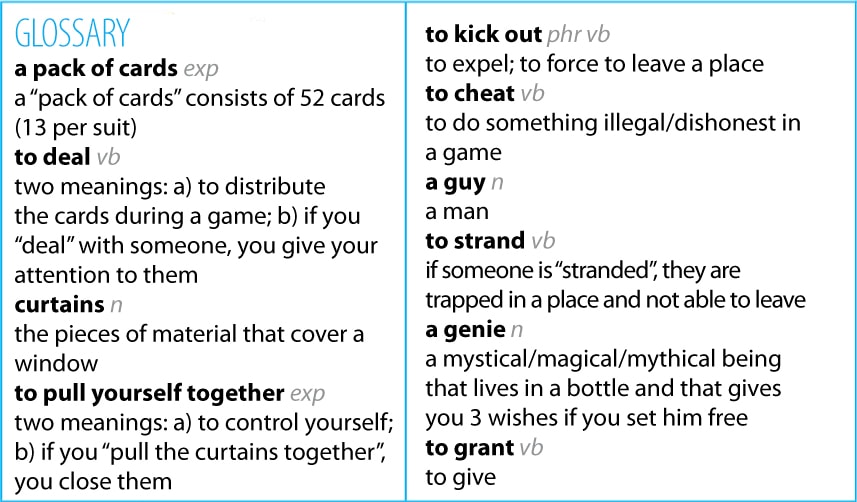 GLOSSARY
a pack of cards exp
a “pack of cards” consists of 52 cards
(13 per suit)
to deal vb
two meanings: a) to distribute
the cards during a game; b) if you
“deal” with someone, you give your
attention to them
curtains n
the pieces of material that cover a
window
to pull yourself together exp
two meanings: a) to control yourself;
b) if you “pull the curtains together”,
you close them
to kick out phr vb
to expel; to force to leave a place
to cheat vb
to do something illegal/dishonest in
a game
a guy n
a man
to strand vb
if someone is “stranded”, they are
trapped in a place and not able to leave
a genie n
a mystical/magical/mythical being
that lives in a bottle and that gives
you 3 wishes if you set him free
to grant vb
to give